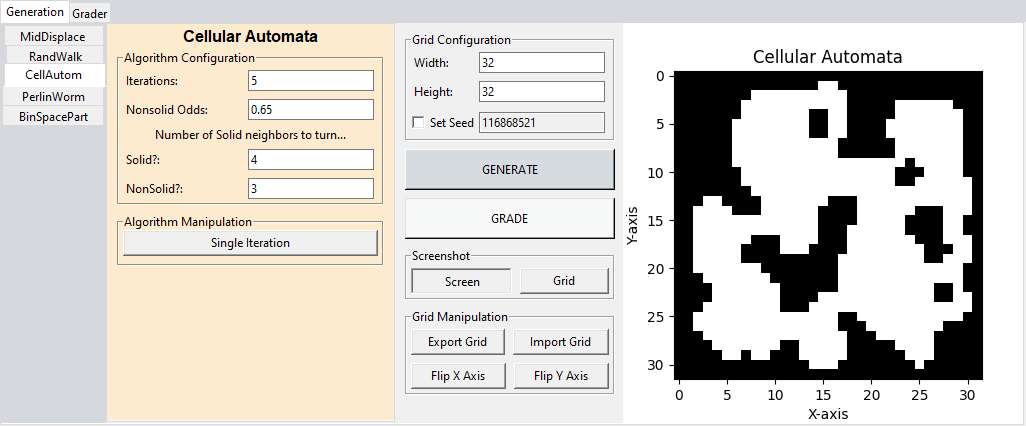 Generation
Grader
MidDisplace
RandWalk
CellAutom
PerlinWorm
BinSpacePart
Cellular Automata
Algorithm Configuration
Iterations: 5
Nonsolid Odds: 0.65
Number of Solid neighbors to turn...
Solid?: 4
NonSolid?: 3
Algorithm Manipulation
Single Iteration
Grid Configuration
Width: 32
Height: 32
Set Seed 116868521
GENERATE
GRADE
Screenshot
Screen Grid
Grid Manipulation
Export Grid Import Grid
Flip X Axis Flip Y Axis
Cellular Automata
0
5
10
15
20
25
30
Y-axis
0 5 10 15 20 25 30
X-axis